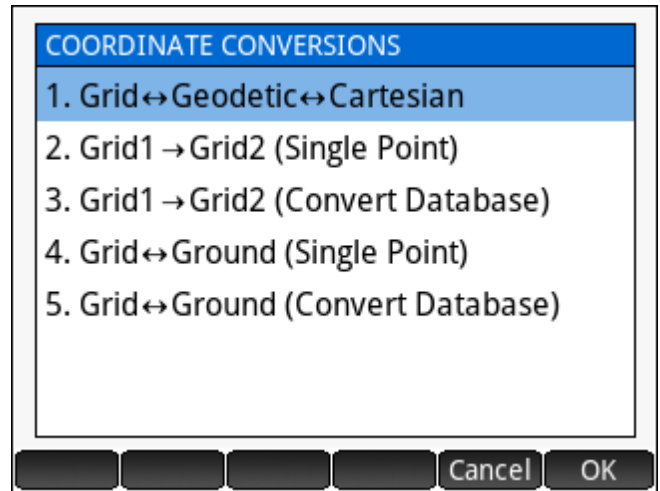 COORDINATE CONVERSIONS
1. Grid↔Geodetic↔Cartesian
2. Grid1→Grid2 (Single Point)
3. Grid1→Grid2 (Convert Database)
4. Grid↔Ground (Single Point)
5. Grid↔Ground (Convert Database)
Cancel OK